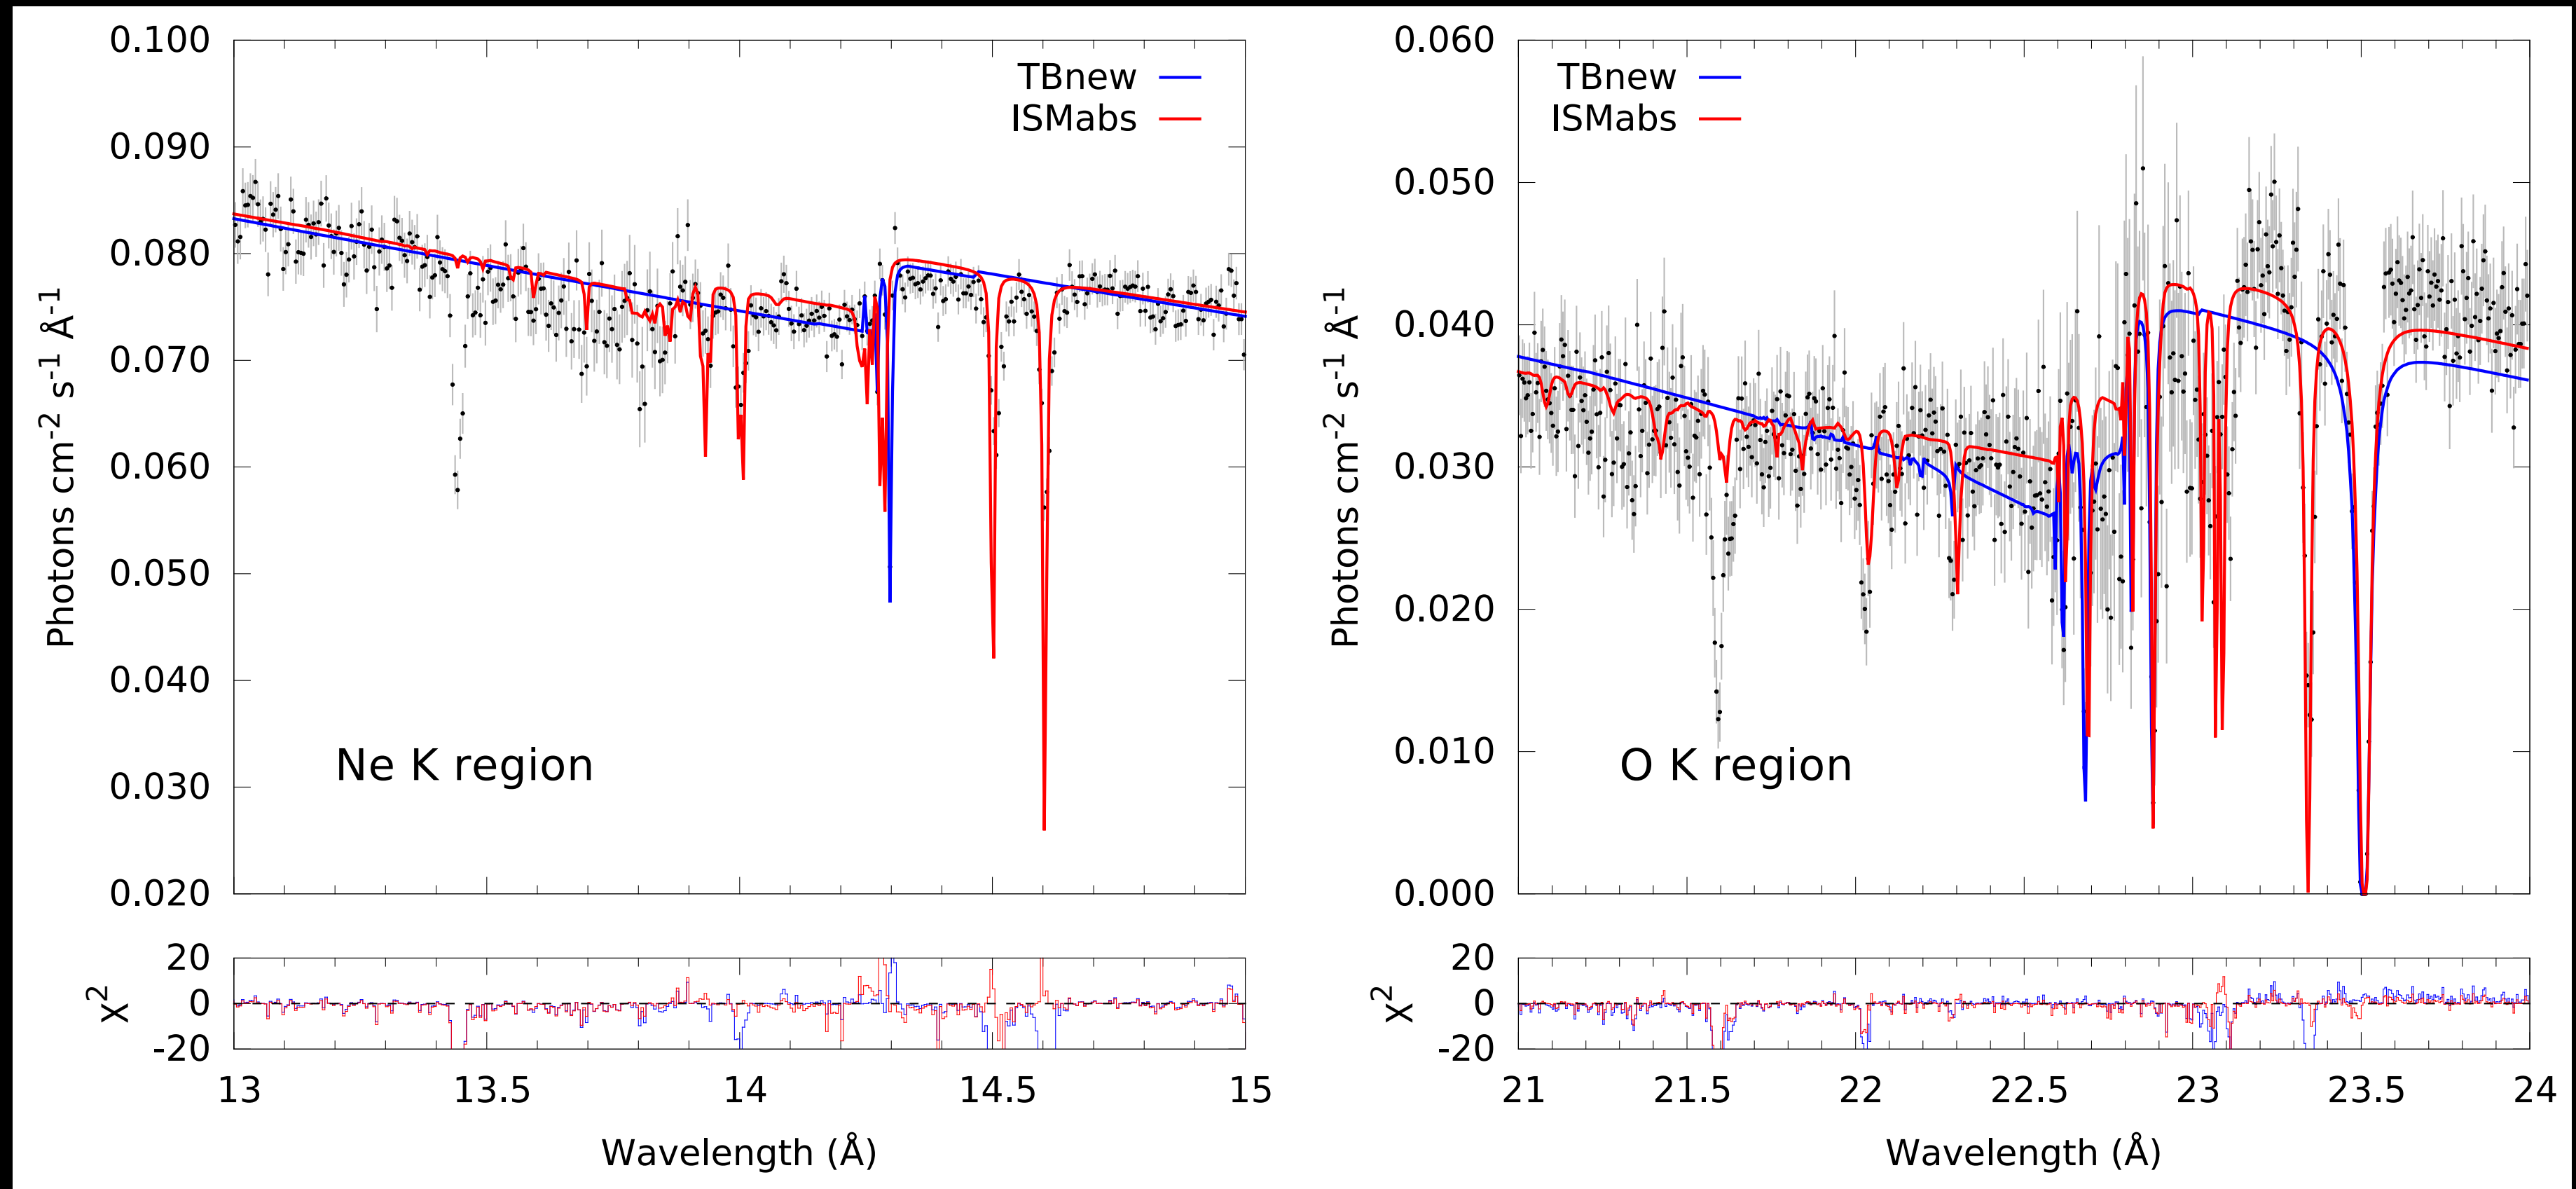 0.100
0.090
0.080
0.070
0.060
0.050
0.040
0.030
0.020
Photons cm-2 s-1 Å-1
TBnew
ISMabs
Ne K region
20
0
-20
χ2
13
13.5
14
14.5
15
Wavelength (Å)
0.060
0.050
0.040
0.030
0.020
0.010
0.000
Photons cm-2 s-1 Å-1
TBnew
ISMabs
O K region
20
0
-20
χ2
21
21.5
22
22.5
23
23.5
24
Wavelength (Å)